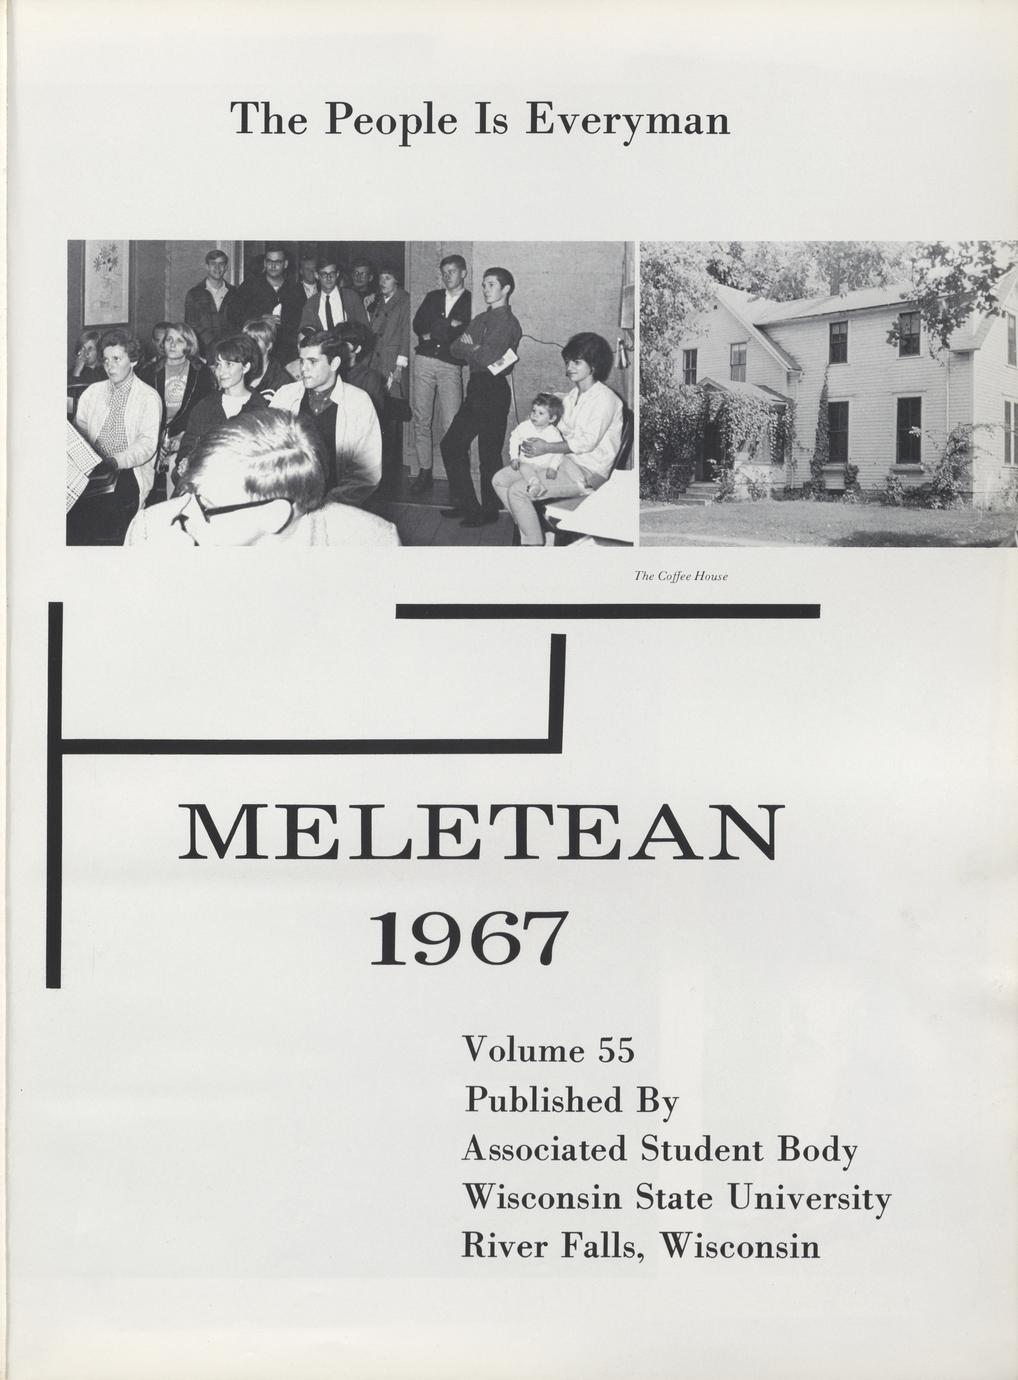 The People Is Everyman
The Coffee House
MELETEAN
1967
Volume 55
Published By
Associated Student Body
Wisconsin State University
River Falls, Wisconsin